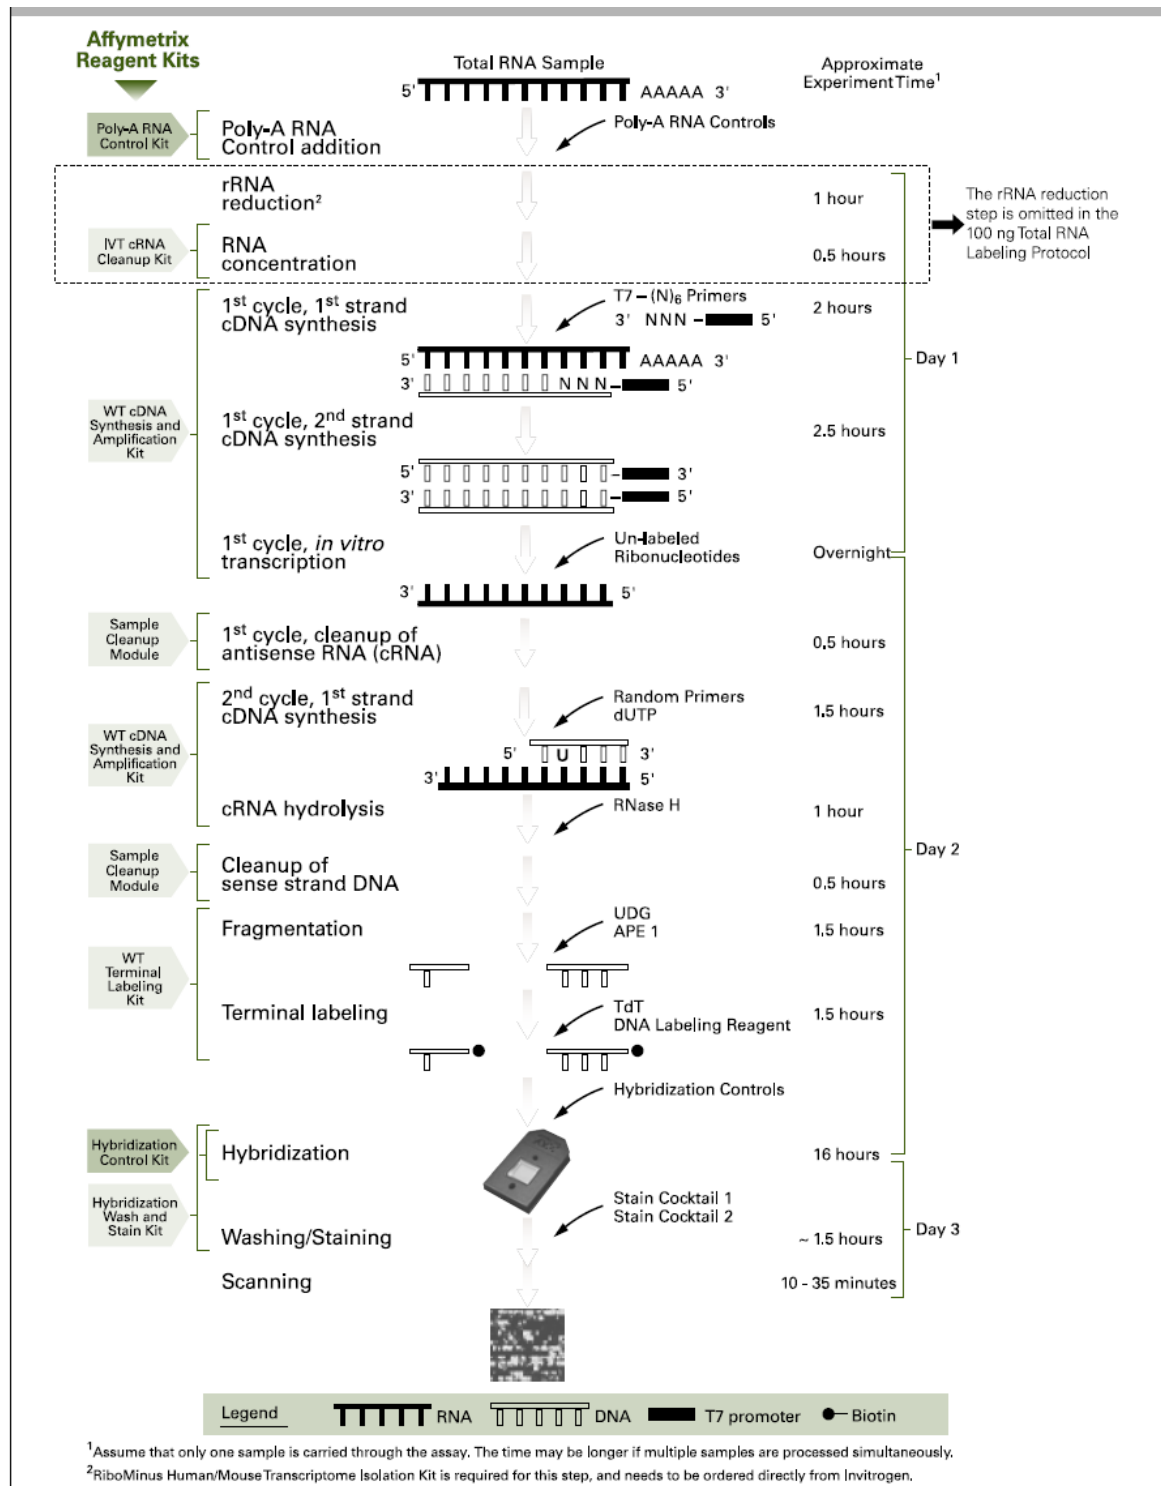 Affymetrix
Reagent Kits
Total RNA Sample
Approximate
Experiment Time¹
5' AAAAA 3'
Poly-A RNA
Control Kit
Poly-A RNA
Control addition
Poly-A RNA Controls
rRNA
reduction²
1 hour
The rRNA reduction
step is omitted in the
100 ng Total RNA
Labeling Protocol
IVT cRNA
Cleanup Kit
RNA
concentration
0.5 hours
1st cycle, 1st strand
cDNA synthesis
T7 – (N)₆ Primers
3' NNN 5'
2 hours
5' AAAAA 3'
3' N N N 5'
Day 1
WT cDNA
Synthesis and
Amplification
Kit
1st cycle, 2nd strand
cDNA synthesis
2.5 hours
5' 3'
3' 5'
1st cycle, in vitro
transcription
Un-labeled
Ribonucleotides
Overnight
3' 5'
Sample
Cleanup
Module
1st cycle, cleanup of
antisense RNA (cRNA)
0.5 hours
2nd cycle, 1st strand
cDNA synthesis
Random Primers
dUTP
1.5 hours
WT cDNA
Synthesis and
Amplification
Kit
5' U 3'
3' 5'
cRNA hydrolysis
RNase H
1 hour
Day 2
Sample
Cleanup
Module
Cleanup of
sense strand DNA
0.5 hours
Fragmentation
UDG
APE 1
1.5 hours
WT
Terminal
Labeling
Kit
Terminal labeling
TdT
DNA Labeling Reagent
1.5 hours
Hybridization Controls
Hybridization
Control Kit
Hybridization
16 hours
Hybridization
Wash and
Stain Kit
Stain Cocktail 1
Stain Cocktail 2
Washing/Staining
~ 1.5 hours
Day 3
Scanning
10 - 35 minutes
Legend RNA DNA T7 promoter Biotin
¹Assume that only one sample is carried through the assay. The time may be longer if multiple samples are processed simultaneously.
²RiboMinus Human/Mouse Transcriptome Isolation Kit is required for this step, and needs to be ordered directly from Invitrogen.